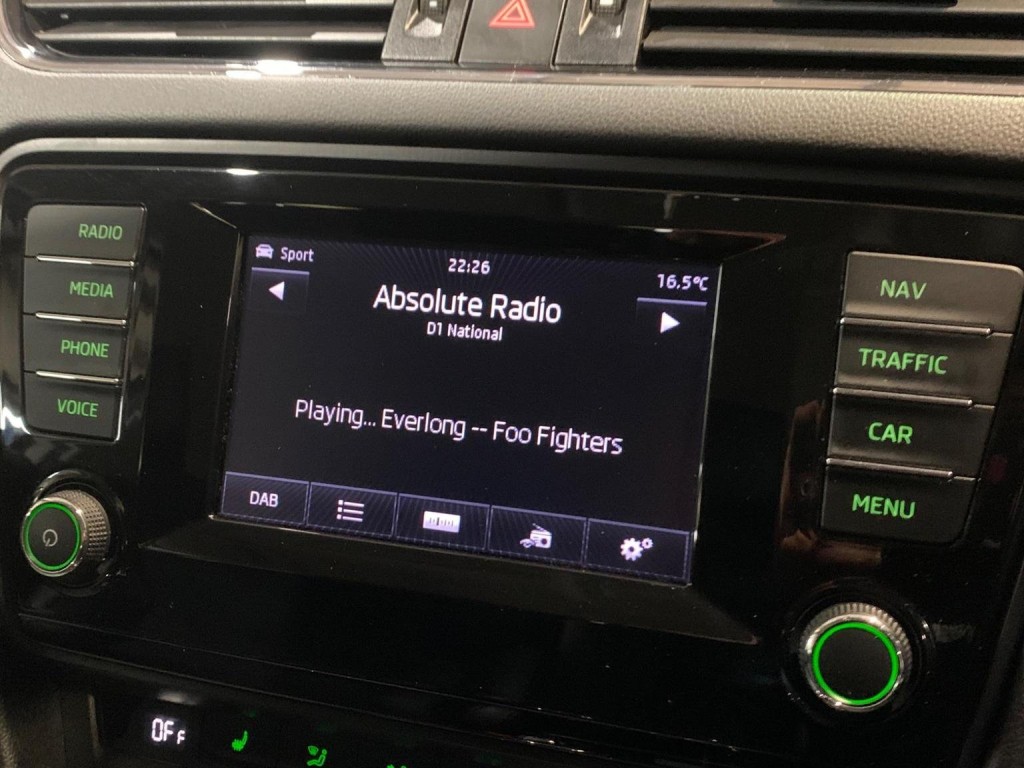 RADIO
MEDIA
PHONE
VOICE
Sport
22:26
16,5°C
Absolute Radio
D1 National
Playing... Everlong -- Foo Fighters
DAB
NAV
TRAFFIC
CAR
MENU
OFF